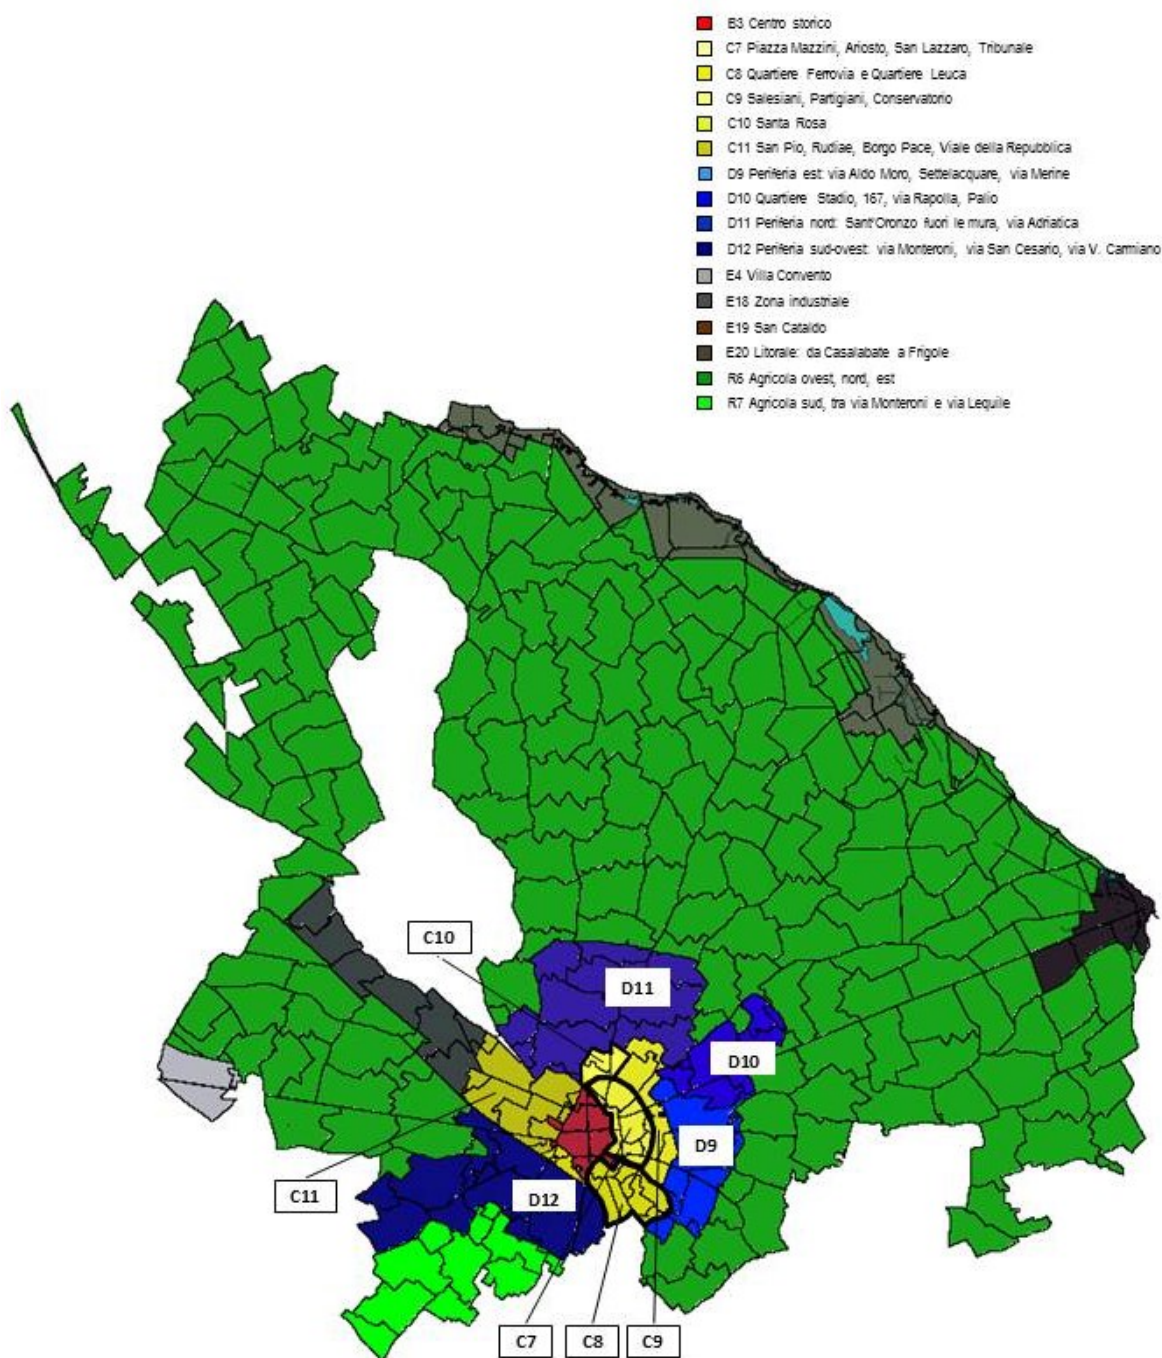 B3 Centro storico
C7 Piazza Mazzini, Ariosto, San Lazzaro, Tribunale
C8 Quartiere Ferrovia e Quartiere Leuca
C9 Salesiani, Partigiani, Conservatorio
C10 Santa Rosa
C11 San Pio, Rudiae, Borgo Pace, Viale della Repubblica
D9 Periferia est: via Aldo Moro, Settelacquare, via Merine
D10 Quartiere Stadio, 167, via Rapolla, Palio
D11 Periferia nord: Sant'Oronzo fuori le mura, via Adriatica
D12 Periferia sud-ovest: via Monteroni, via San Cesario, via V. Carmiano
E4 Villa Convento
E18 Zona industriale
E19 San Cataldo
E20 Litorale: da Casalabate a Frigole
R6 Agricola ovest, nord, est
R7 Agricola sud, tra via Monteroni e via Lequile
C10
D11
D10
D9
C11
D12
C7
C8
C9